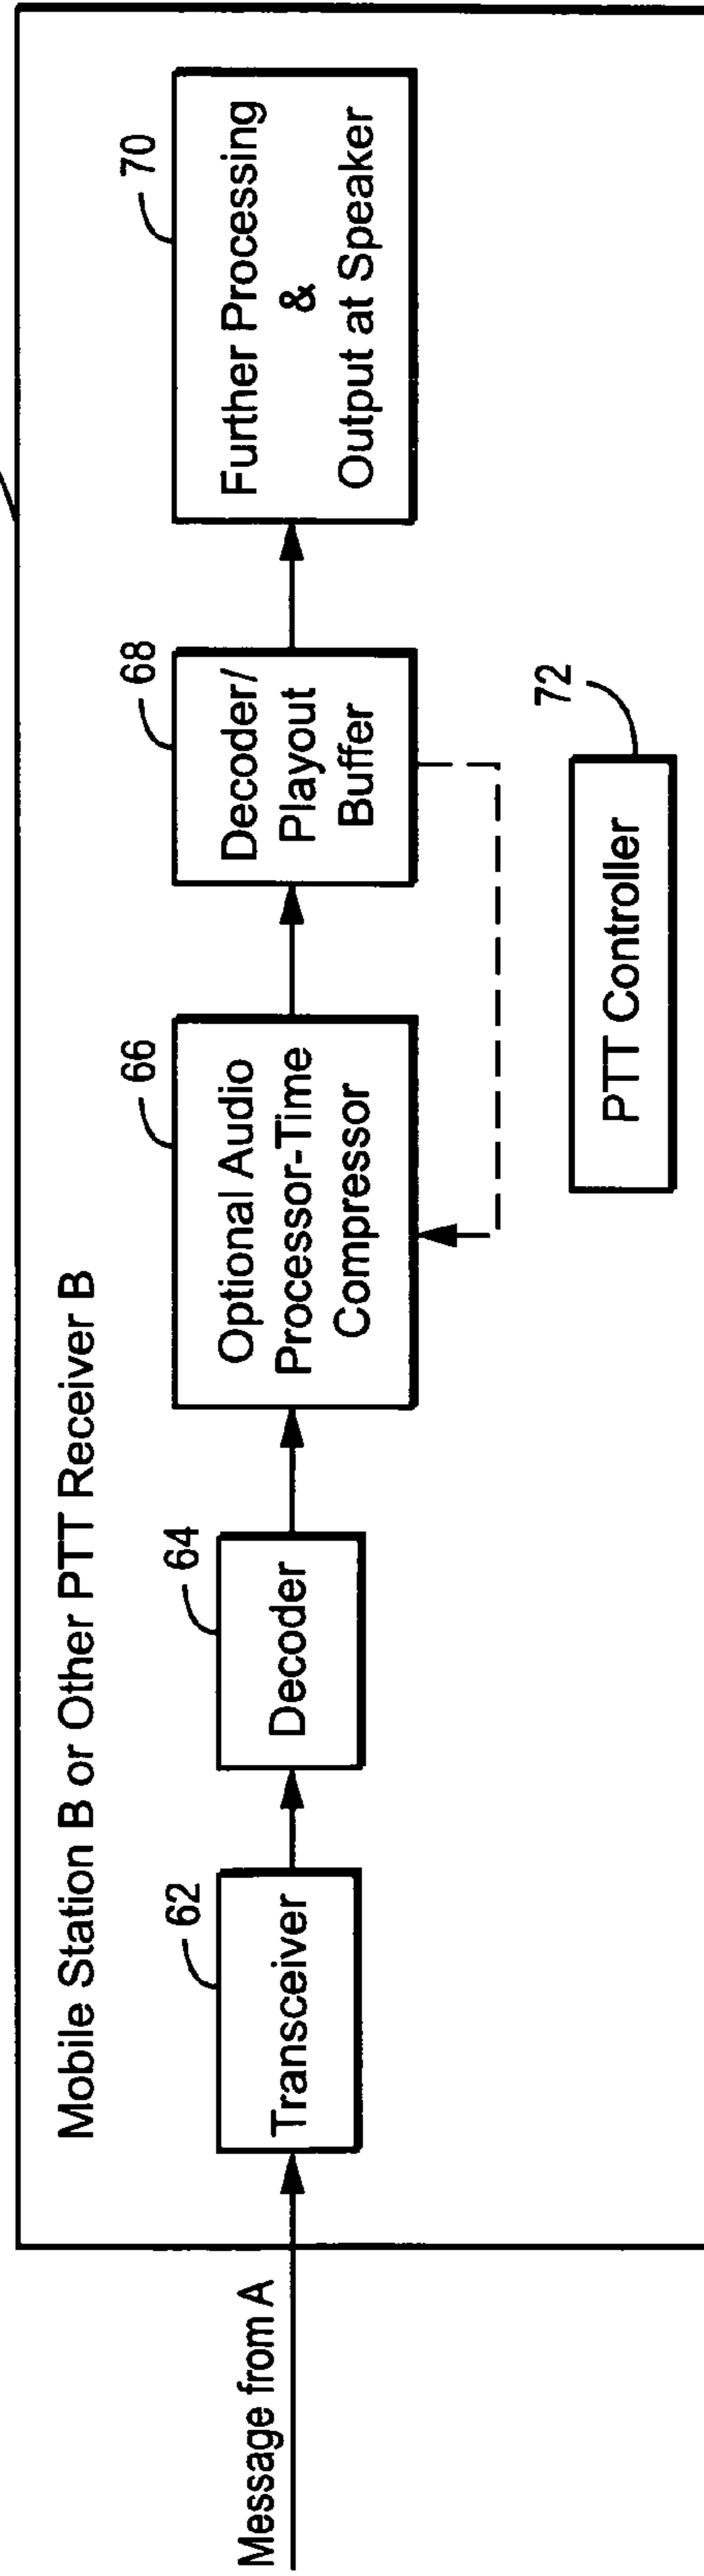 Mobile Station B or Other PTT Receiver B
Message from A
62
Transceiver
64
Decoder
66
Optional Audio
Processor-Time
Compressor
68
Decoder/
Playout
Buffer
70
Further Processing
&
Output at Speaker
72
PTT Controller